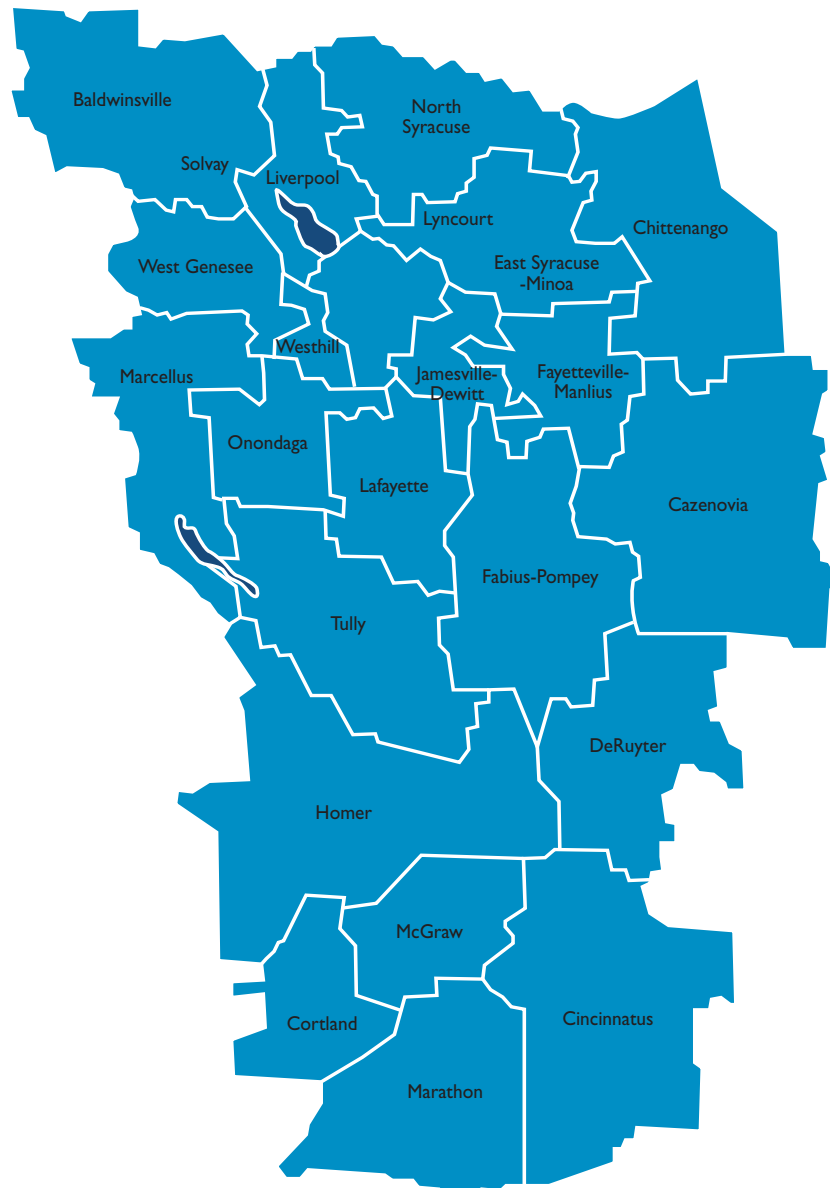 Baldwinsville
North
Syracuse
Solvay
Liverpool
Lyncourt
Chittenango
West Genesee
East Syracuse
-Minoa
Westhill
Marcellus
Jamesville-
Dewitt
Fayetteville-
Manlius
Onondaga
Lafayette
Cazenovia
Fabius-Pompey
Tully
DeRuyter
Homer
McGraw
Cortland
Cincinnatus
Marathon